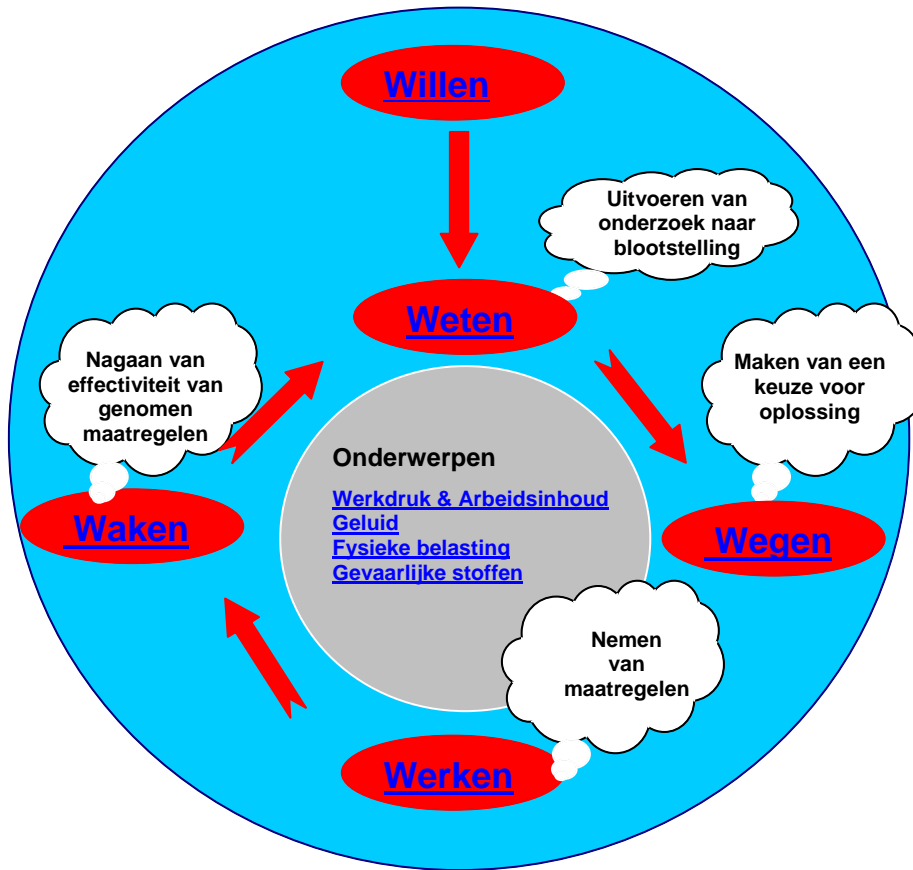 Willen
Uitvoeren van
onderzoek naar
blootstelling
Weten
Nagaan van
effectiviteit van
genomen
maatregelen
Maken van een
keuze voor
oplossing
Onderwerpen
Werkdruk & Arbeidsinhoud
Geluid
Fysieke belasting
Gevaarlijke stoffen
Waken
Wegen
Nemen
van
maatregelen
Werken